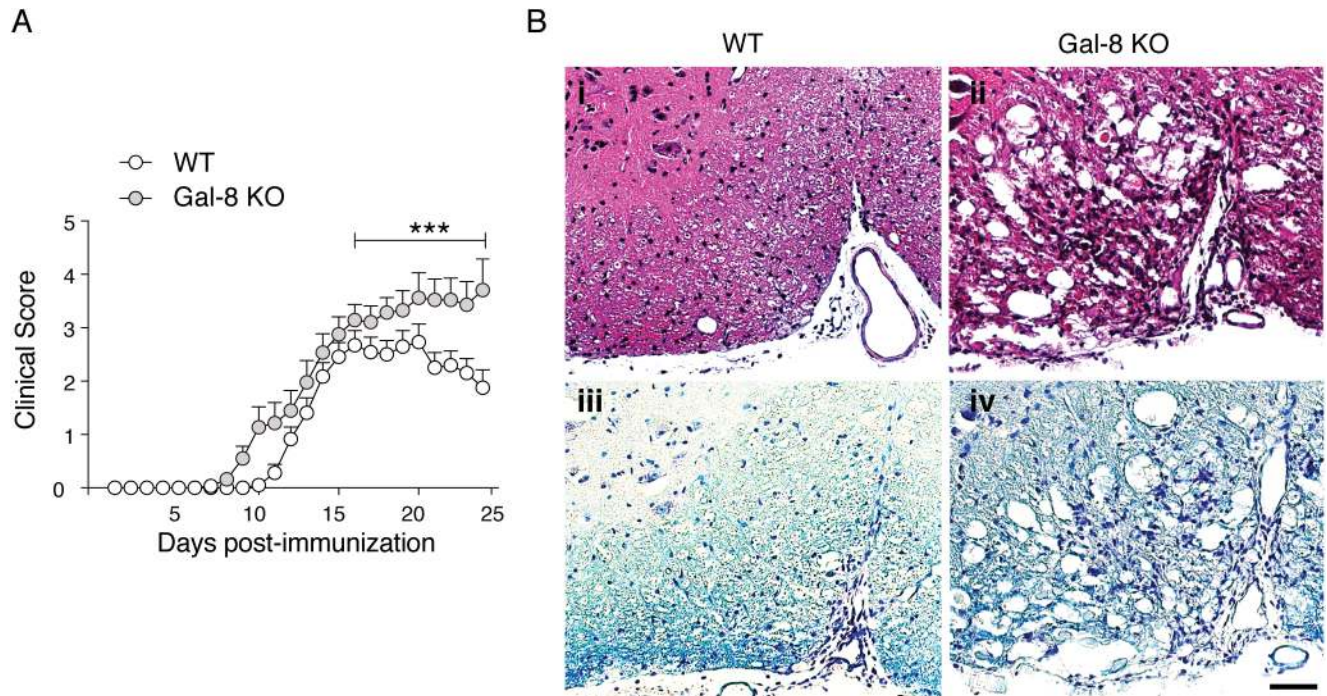 A
B
WT
Gal-8 KO
WT
Gal-8 KO
Clinical Score
5
4
3
2
1
0
***
5
10
15
20
25
Days post-immunization
i
ii
iii
iv